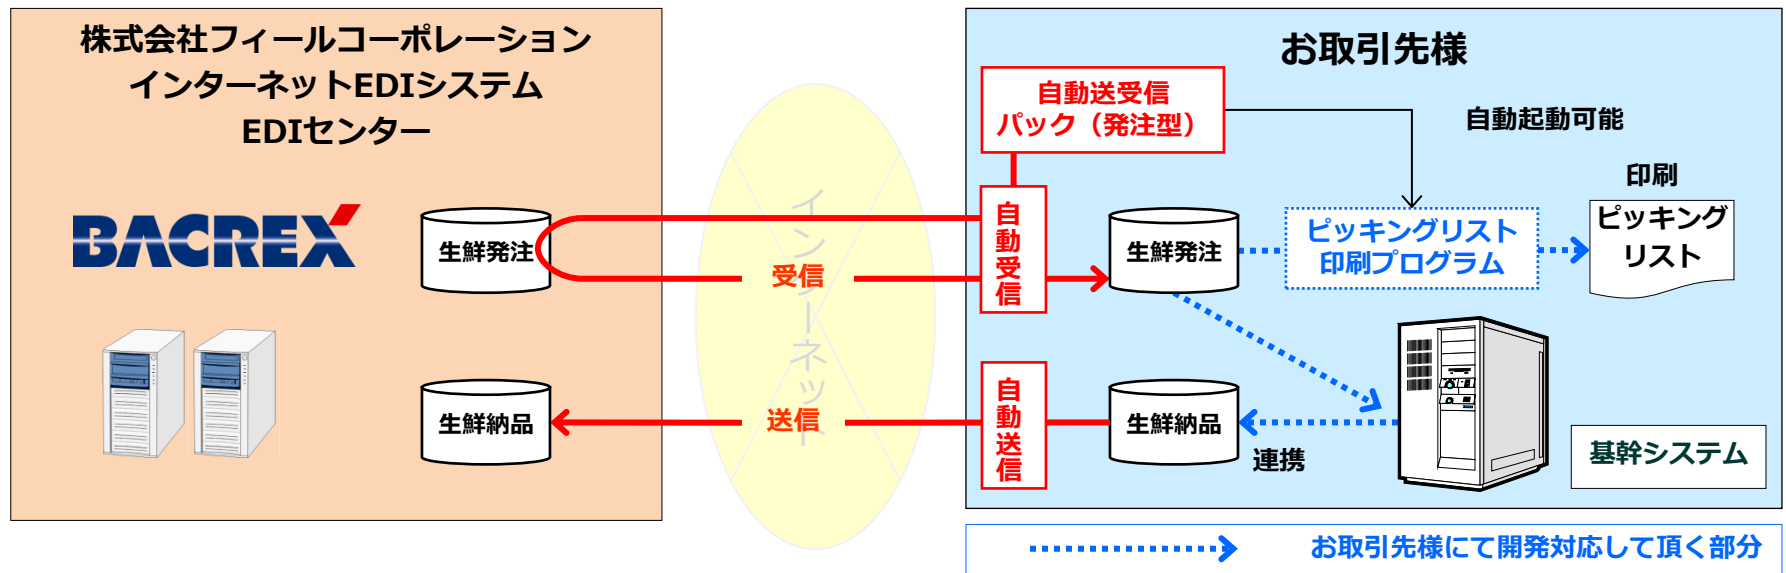 株式会社フィールコーポレーション
インターネットEDIシステム
EDIセンター
BACREX
生鮮発注
生鮮納品
インターネット
受信
送信
お取引先様
自動送受信
パック（発注型）
自動起動可能
自動受信
生鮮発注
ピッキングリスト
印刷プログラム
印刷
ピッキング
リスト
自動送信
生鮮納品
連携
基幹システム
お取引先様にて開発対応して頂く部分